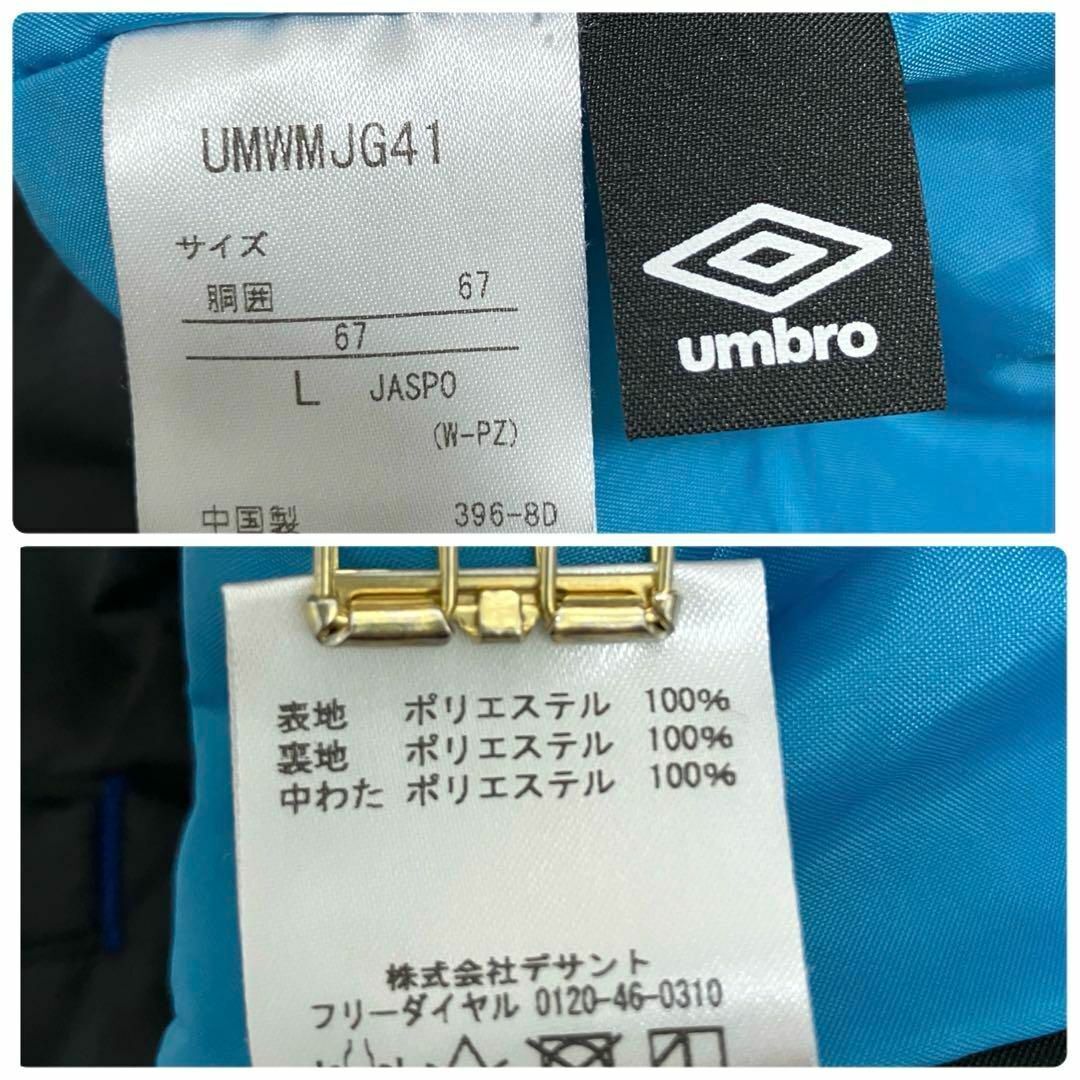 UMWMJG41
サイズ
胴囲 67
67
L JASPO
(W-PZ)
中国製 396-8D
umbro
表地 ポリエステル 100%
裏地 ポリエステル 100%
中わた ポリエステル 100%
株式会社デサント
フリーダイヤル 0120-46-0310